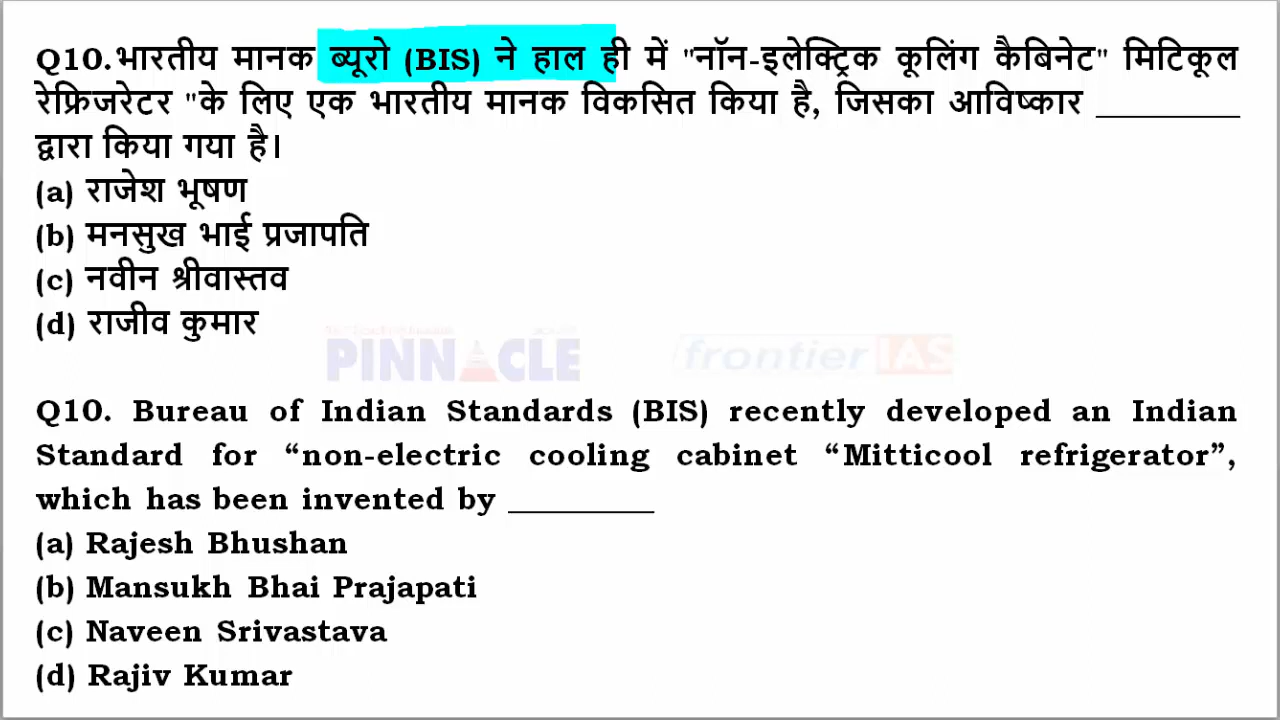 Q10.भारतीय मानक ब्यूरो (BIS) ने हाल ही में "नॉन-इलेक्ट्रिक कूलिंग कैबिनेट" मिटिकूल
रेफ्रिजरेटर "के लिए एक भारतीय मानक विकसित किया है, जिसका आविष्कार _________
द्वारा किया गया है।
(a) राजेश भूषण
(b) मनसुख भाई प्रजापति
(c) नवीन श्रीवास्तव
(d) राजीव कुमार
PINNACLE frontier IAS
Q10. Bureau of Indian Standards (BIS) recently developed an Indian
Standard for “non-electric cooling cabinet “Mitticool refrigerator”,
which has been invented by _________
(a) Rajesh Bhushan
(b) Mansukh Bhai Prajapati
(c) Naveen Srivastava
(d) Rajiv Kumar